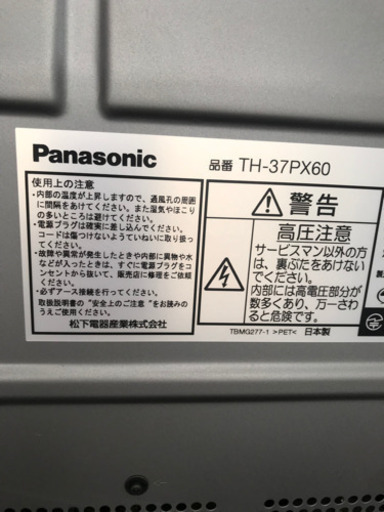 Panasonic
品番 TH-37PX60
使用上の注意
・内部の温度が上昇しますので、通風孔の周囲
に間隔をあけてください。また湿気やほこり
の多いところは避けてください。
・電源プラグは確実に差し込んでください。
コードは傷つけないようていねいに取り扱っ
てください。
・故障や異常が発生したときや内部に異物や水
などが入ったときは、すぐに電源プラグをコ
ンセントから抜いて、販売店に修理をご依頼
ください。
・必ずアース接続を行ってください。
取扱説明書の“安全上のご注意”をお読みの
うえご使用ください。
松下電器産業株式会社
警告
高圧注意
サービスマン以外の方
は、裏ぶたをあけない
でください。
内部には高電圧部分が
数多くあり、万一さわ
ると危険です。
TBMG277-1 >PET< 日本製